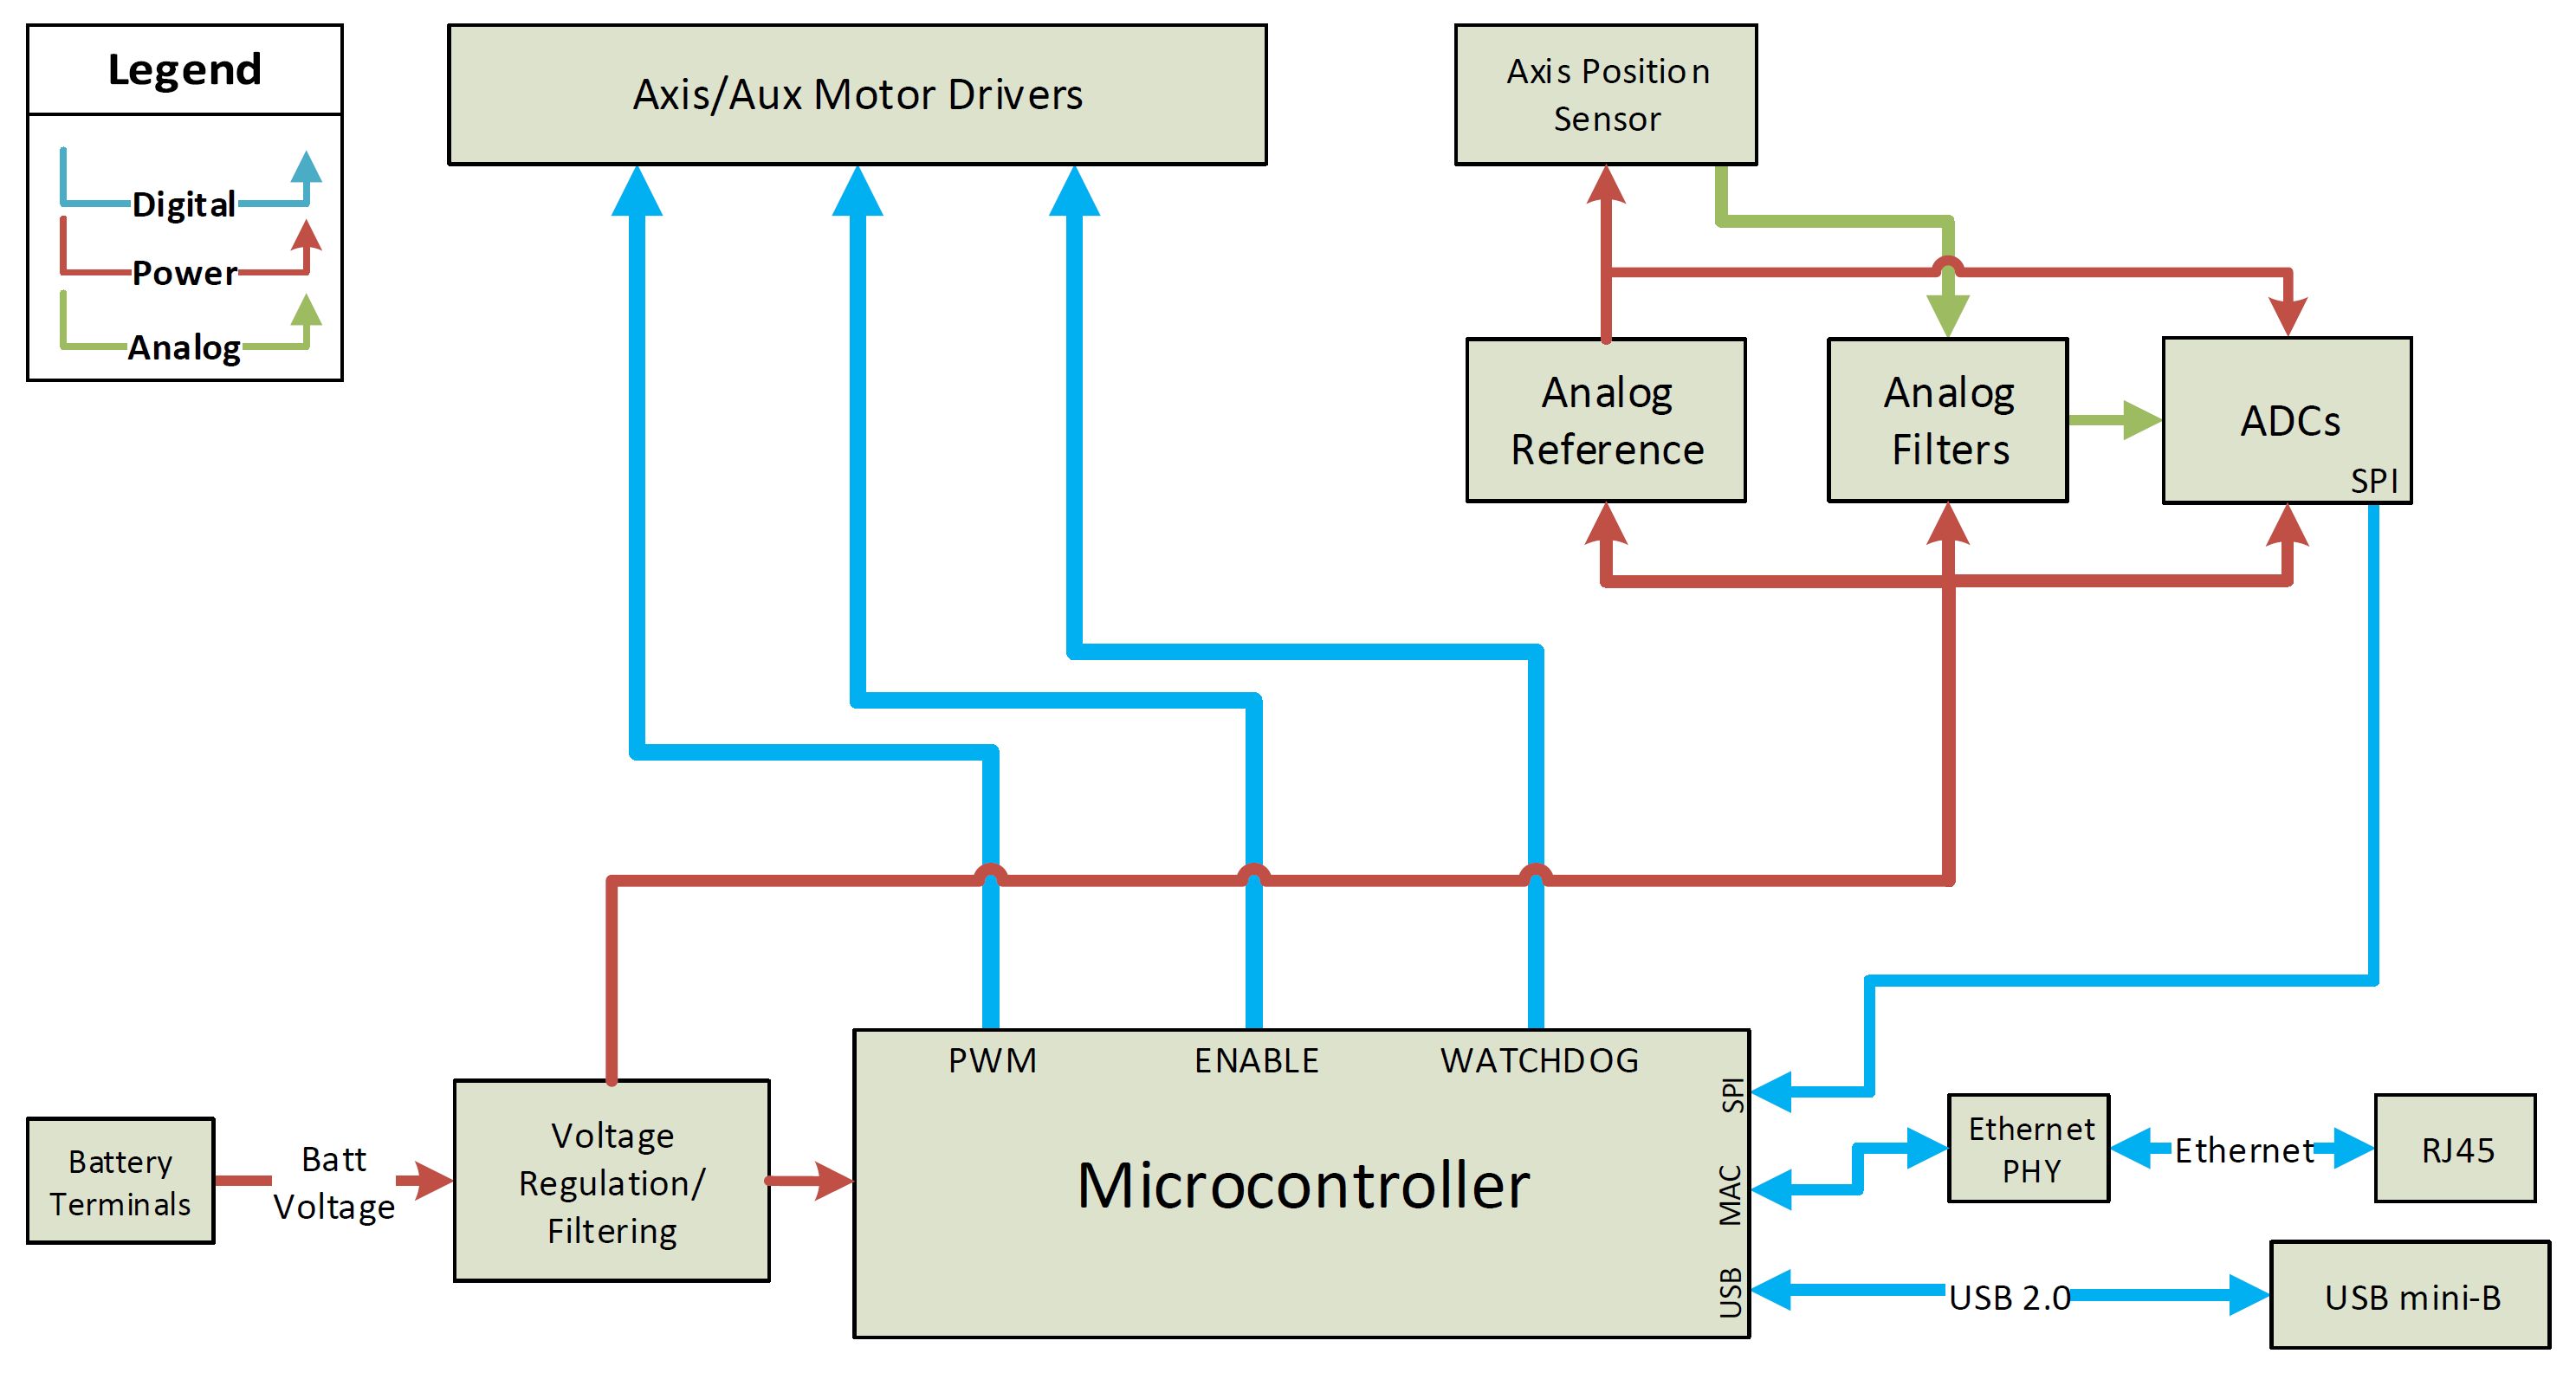 Legend
Digital
Power
Analog
Axis/Aux Motor Drivers
Axis Position
Sensor
Analog
Reference
Analog
Filters
ADCs
SPI
PWM
ENABLE
WATCHDOG
SPI
MAC
USB
Microcontroller
Battery
Terminals
Batt
Voltage
Voltage
Regulation/
Filtering
Ethernet
PHY
Ethernet
RJ45
USB 2.0
USB mini-B